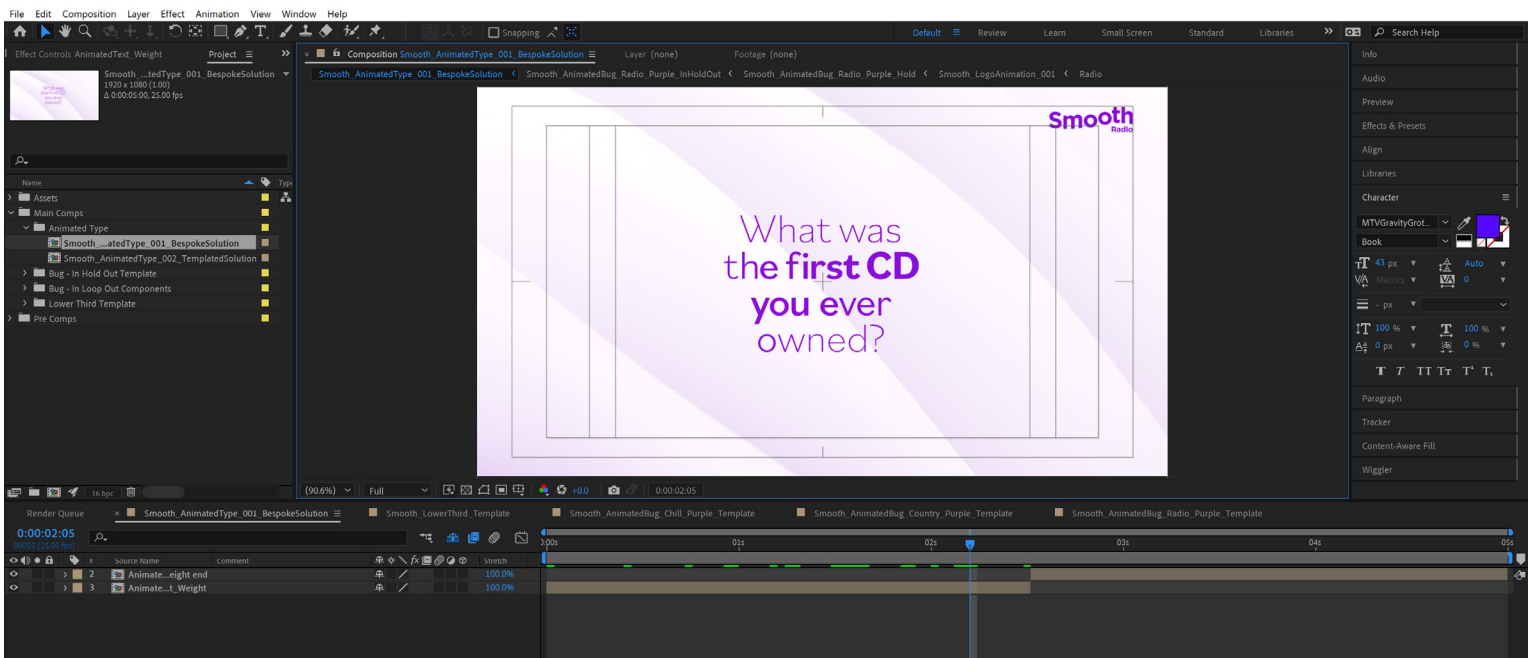 File Edit Composition Layer Effect Animation View Window Help
Snapping
Default Review Learn Small Screen Standard Libraries Search Help
Effect Controls AnimatedText_Weight Project
Composition Smooth_AnimatedType_001_BespokeSolution Layer (none) Footage (none)
Smooth_AnimatedType_001_BespokeSolution Smooth_AnimatedBug_Radio_Purple_InHoldOut Smooth_AnimatedBug_Radio_Purple_Hold Smooth_LogoAnimation_001 Radio
Smooth_...tedType_001_BespokeSolution
1920 x 1080 (1.00)
Δ 0:00:05:00, 25.00 fps
Name Type
Assets
Main Comps
Animated Type
Smooth_...atedType_001_BespokeSolution
Smooth_AnimatedType_002_TemplatedSolution
Bug - In Hold Out Template
Bug - In Loop Out Components
Lower Third Template
Pre Comps
16 bpc
Smooth
Radio
What was
the first CD
you ever
owned?
(90.6%) Full +0.0 0:00:02:05
Info
Audio
Preview
Effects & Presets
Align
Libraries
Character
MTVGravityGrot...
Book
43 px Auto
Metrics 0
- px
100 % 100 %
0 px 0 %
T T TT Tт T¹ T₁
Paragraph
Tracker
Content-Aware Fill
Wiggler
Render Queue Smooth_AnimatedType_001_BespokeSolution Smooth_LowerThird_Template Smooth_AnimatedBug_Chill_Purple_Template Smooth_AnimatedBug_Country_Purple_Template Smooth_AnimatedBug_Radio_Purple_Template
0:00:02:05
00055 (25.00 fps)
01s 02s 03s 04s 05s
# Source Name Comment Stretch
2 Animate...eight end 100.0%
3 Animate...t_Weight 100.0%